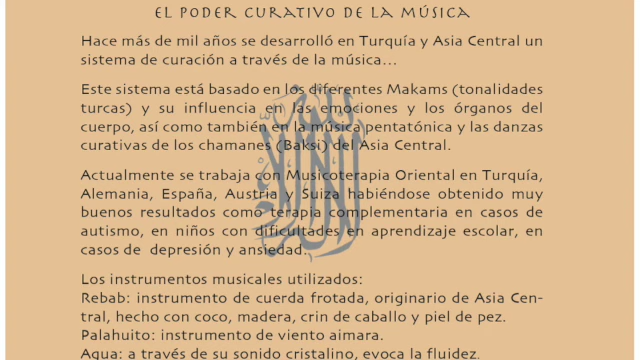 EL PODER CURATIVO DE LA MÚSICA
Hace más de mil años se desarrolló en Turquía y Asia Central un
sistema de curación a través de la música...
Este sistema está basado en los diferentes Makams (tonalidades
turcas) y su influencia en las emociones y los órganos del
cuerpo, así como también en la música pentatónica y las danzas
curativas de los chamanes (Baksi) del Asia Central.
Actualmente se trabaja con Musicoterapia Oriental en Turquía,
Alemania, España, Austria y Suiza habiéndose obtenido muy
buenos resultados como terapia complementaria en casos de
autismo, en niños con dificultades en aprendizaje escolar, en
casos de depresión y ansiedad.
Los instrumentos musicales utilizados:
Rebab: instrumento de cuerda frotada, originario de Asia Cen-
tral, hecho con coco, madera, crin de caballo y piel de pez.
Palahuito: instrumento de viento aimara.
Agua: a través de su sonido cristalino, evoca la fluidez.